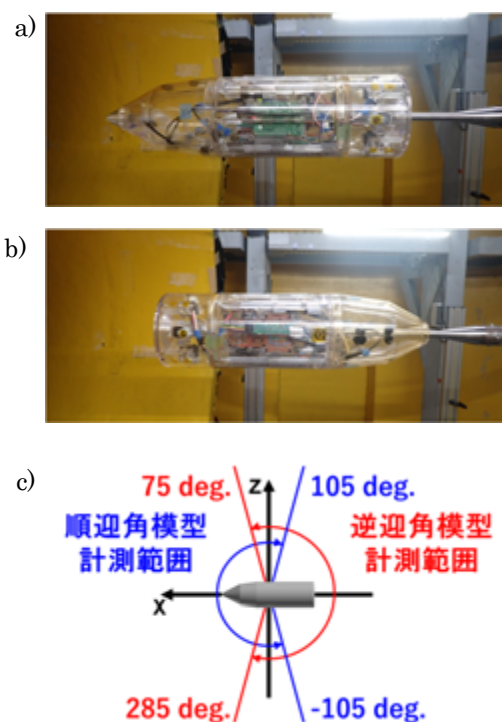 a)
b)
c)
75 deg.
Z
105 deg.
順迎角模型
計測範囲
逆迎角模型
計測範囲
X
285 deg.
-105 deg.